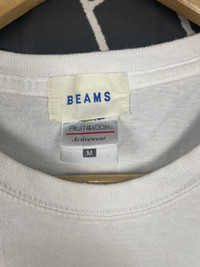 BEAMS
FRUIT OF THE LOOM
Activewear
M